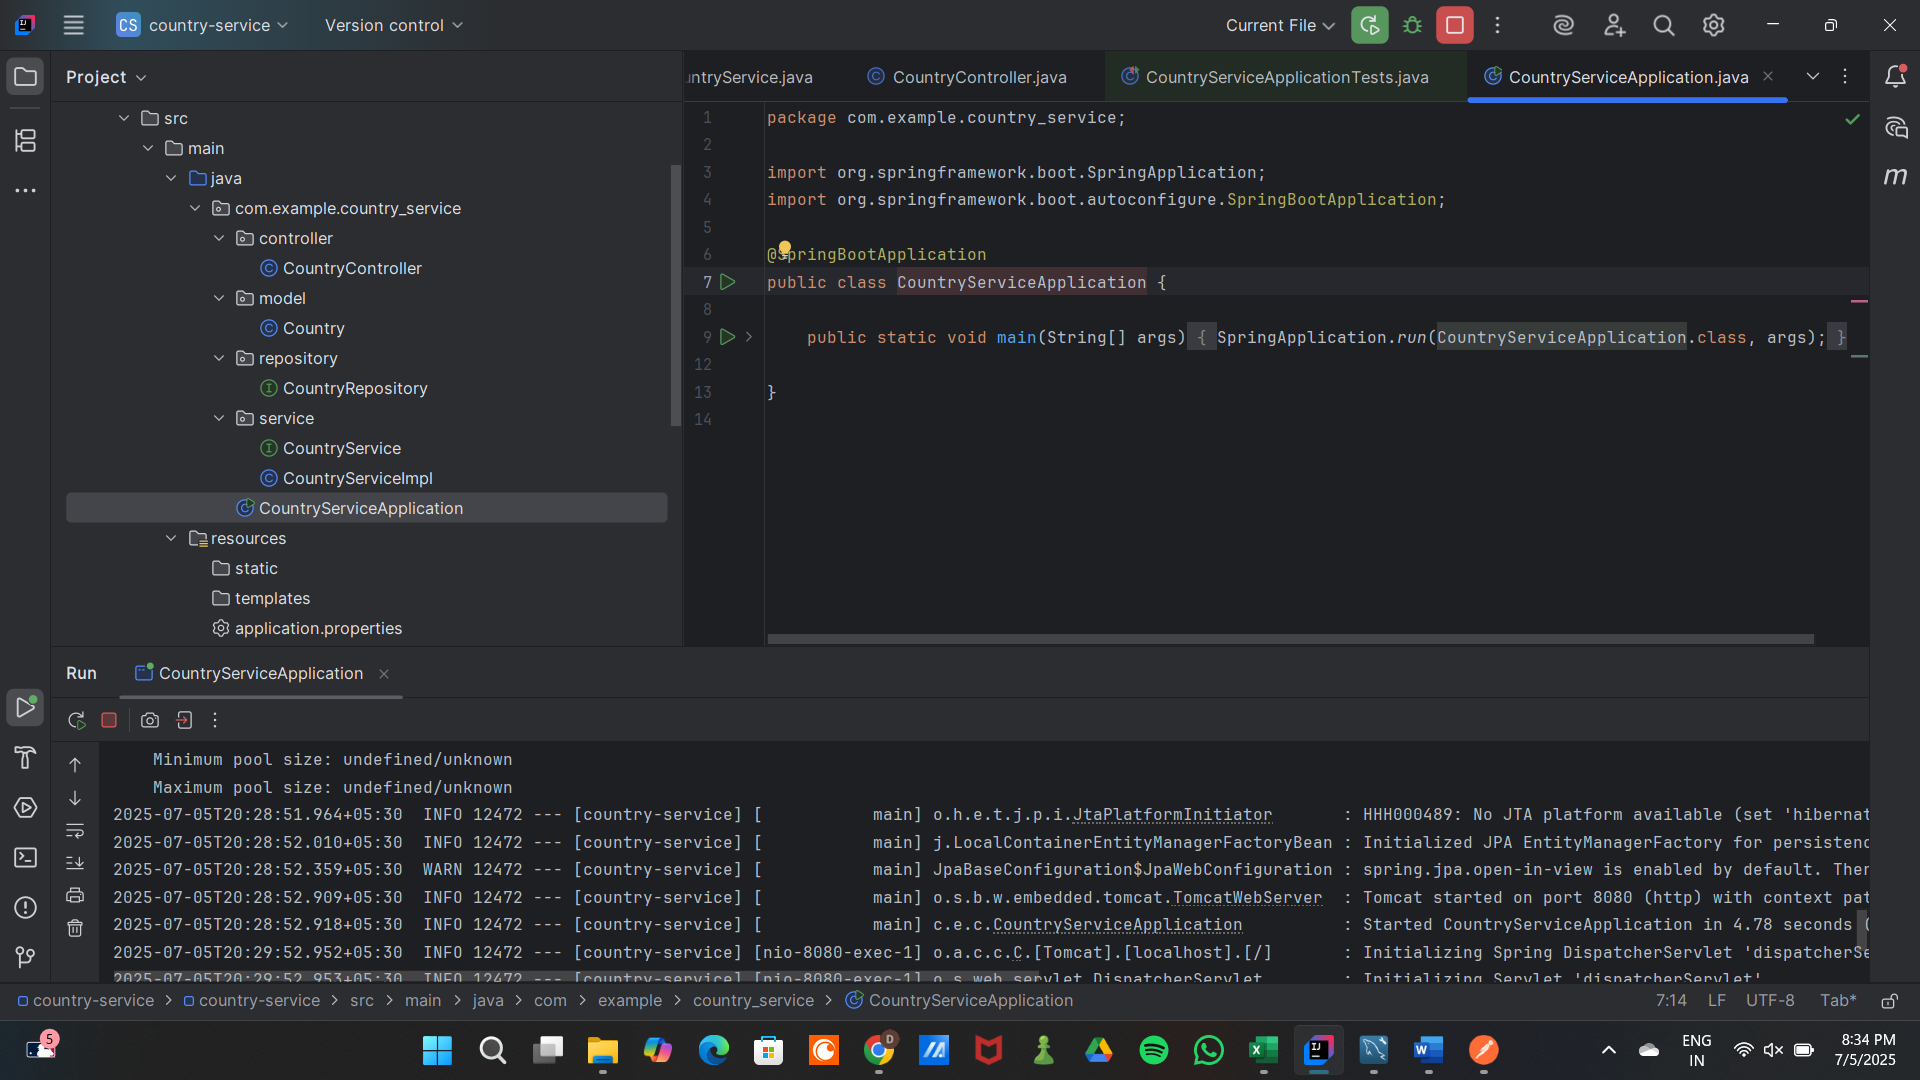 CS country-service Version control Current File
Project
untryService.java CountryController.java CountryServiceApplicationTests.java CountryServiceApplication.java
src
main
java
com.example.country_service
controller
CountryController
model
Country
repository
CountryRepository
service
CountryService
CountryServiceImpl
CountryServiceApplication
resources
static
templates
application.properties
1 package com.example.country_service;
2
3 import org.springframework.boot.SpringApplication;
4 import org.springframework.boot.autoconfigure.SpringBootApplication;
5
6 @SpringBootApplication
7 public class CountryServiceApplication {
8
9 public static void main(String[] args) { SpringApplication.run(CountryServiceApplication.class, args); }
12
13 }
14
m
Run CountryServiceApplication
Minimum pool size: undefined/unknown
Maximum pool size: undefined/unknown
2025-07-05T20:28:51.964+05:30 INFO 12472 --- [country-service] [ main] o.h.e.t.j.p.i.JtaPlatformInitiator : HHH000489: No JTA platform available (set 'hibernat
2025-07-05T20:28:52.010+05:30 INFO 12472 --- [country-service] [ main] j.LocalContainerEntityManagerFactoryBean : Initialized JPA EntityManagerFactory for persistenc
2025-07-05T20:28:52.359+05:30 WARN 12472 --- [country-service] [ main] JpaBaseConfiguration$JpaWebConfiguration : spring.jpa.open-in-view is enabled by default. Ther
2025-07-05T20:28:52.909+05:30 INFO 12472 --- [country-service] [ main] o.s.b.w.embedded.tomcat.TomcatWebServer : Tomcat started on port 8080 (http) with context pat
2025-07-05T20:28:52.918+05:30 INFO 12472 --- [country-service] [ main] c.e.c.CountryServiceApplication : Started CountryServiceApplication in 4.78 seconds (
2025-07-05T20:29:52.952+05:30 INFO 12472 --- [country-service] [nio-8080-exec-1] o.a.c.c.C.[Tomcat].[localhost].[/] : Initializing Spring DispatcherServlet 'dispatcherSe
2025-07-05T20:29:52.953+05:30 INFO 12472 --- [country-service] [nio-8080-exec-1] o.s.web.servlet.DispatcherServlet : Initializing Servlet 'dispatcherServlet'
country-service > country-service > src > main > java > com > example > country_service > CountryServiceApplication 7:14 LF UTF-8 Tab*
5 D ENG 8:34 PM
IN 7/5/2025